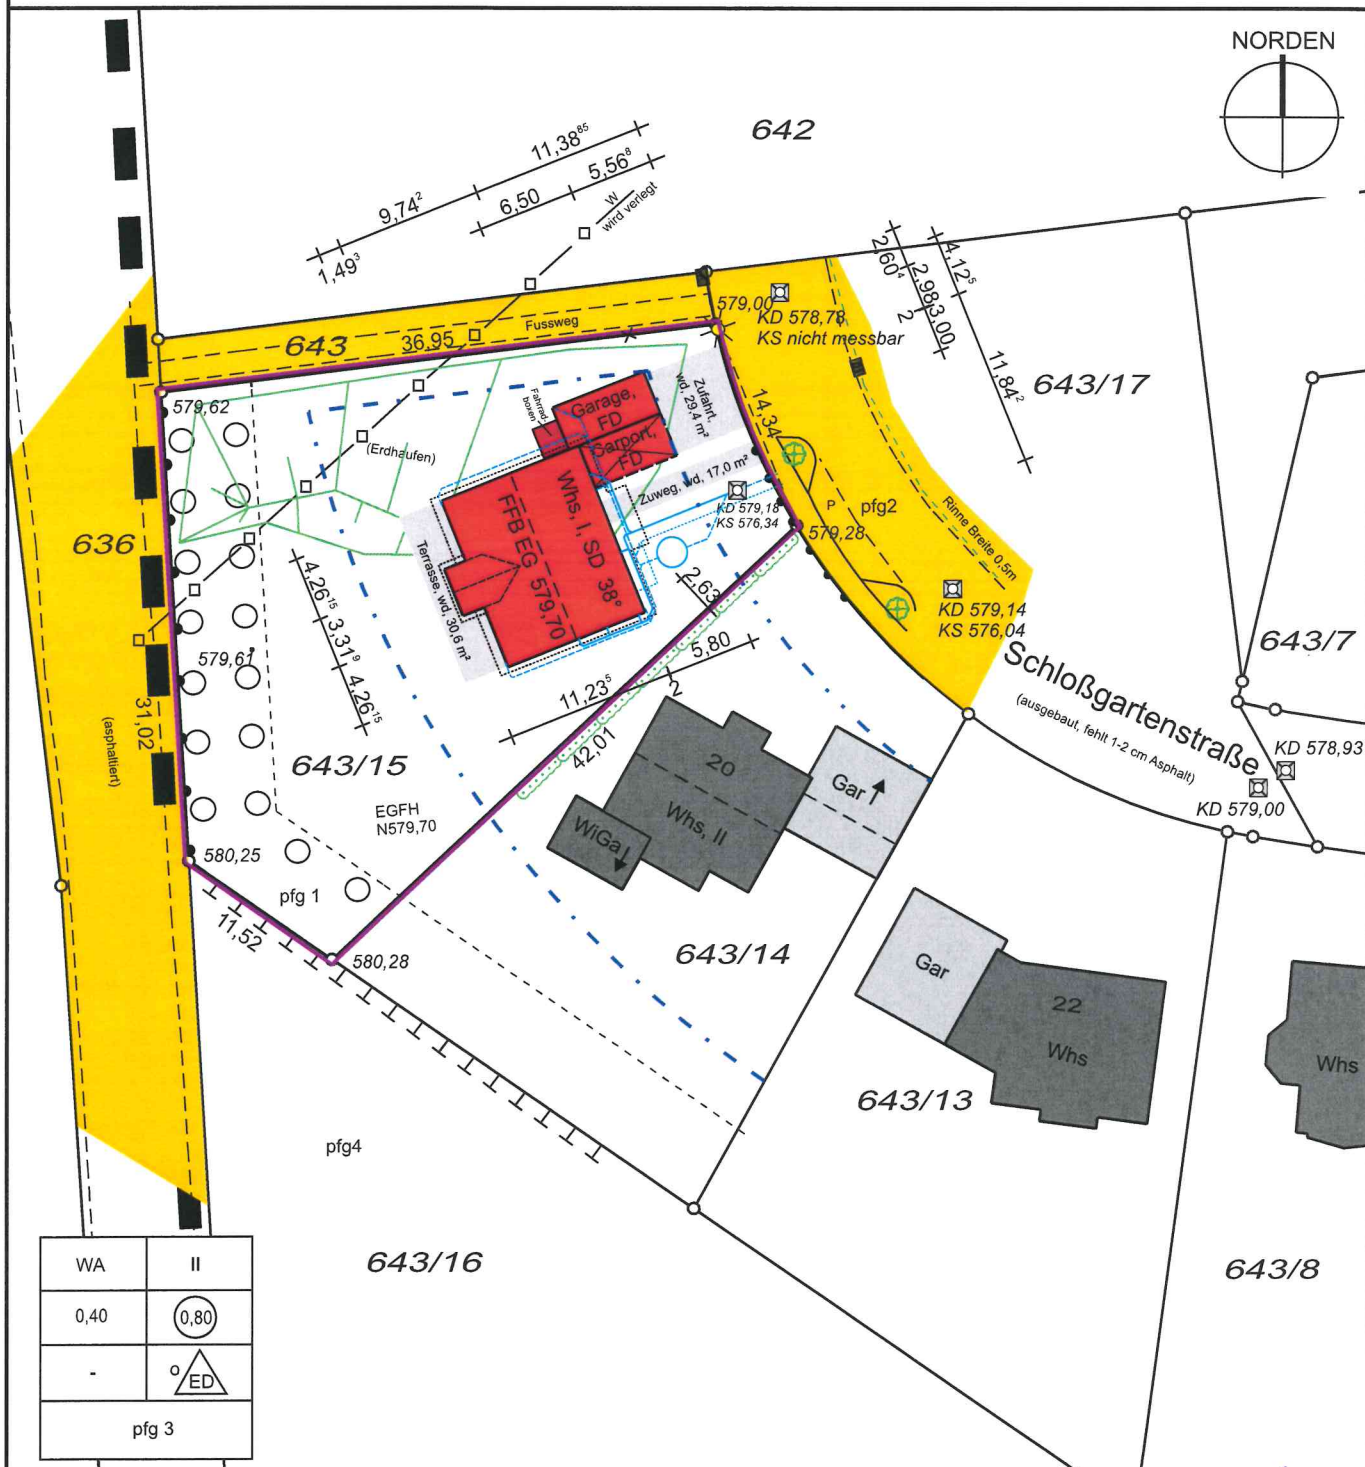 NORDEN
642
11,38⁸⁵
5,56⁸
9,74²
6,50
1,49³
W
wird verlegt
2,60⁴
4,12⁵
2,98
3,00
2
11,84²
579,00
KD 578,78
KS nicht messbar
Fussweg
643
36,95
643/17
579,62
Fahrrad-
boxen
Garage,
FD
Carport,
FD
Zufahrt,
wd, 29,4 m²
14,34
(Erdhaufen)
Zuweg, wd, 17,0 m²
KD 579,18
KS 576,34
P
pfg2
579,28
Rinne Breite 0,5m
636
Whs, I, SD 38°
FFB EG 579,70
Terrasse, wd, 30,6 m²
4,26¹⁵
3,31⁹
4,26¹⁵
2,63
KD 579,14
KS 576,04
579,61
5,80
11,23⁵
2
643/7
Schloßgartenstraße
(ausgebaut, fehlt 1-2 cm Asphalt)
31,02
(asphaltiert)
42,01
643/15
EGFH
N579,70
20
Whs, II
WiGa
Gar
KD 578,93
KD 579,00
580,25
pfg 1
11,52
580,28
643/14
Gar
22
Whs
Whs
643/13
pfg4
643/16
643/8
WA
II
0,40
0,80
-
o
ED
pfg 3